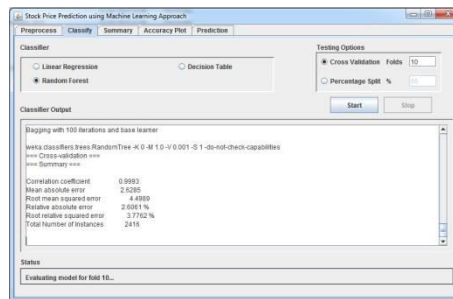 Stock Price Prediction using Machine Learning Approach
Preprocess Classify Summary Accuracy Plot Prediction
Classifier
Linear Regression Decision Table
Random Forest
Testing Options
Cross Validation Folds 10
Percentage Split %
Start Stop
Classifier Output
Bagging with 100 iterations and base learner
weka.classifiers.trees.RandomTree -K 0 -M 1.0 -V 0.001 -S 1 -do-not-check-capabilities
=== Cross-validation ===
=== Summary ===
Correlation coefficient 0.9993
Mean absolute error 2.6285
Root mean squared error 4.4989
Relative absolute error 2.6061 %
Root relative squared error 3.7762 %
Total Number of Instances 2416
Status
Evaluating model for fold 10...